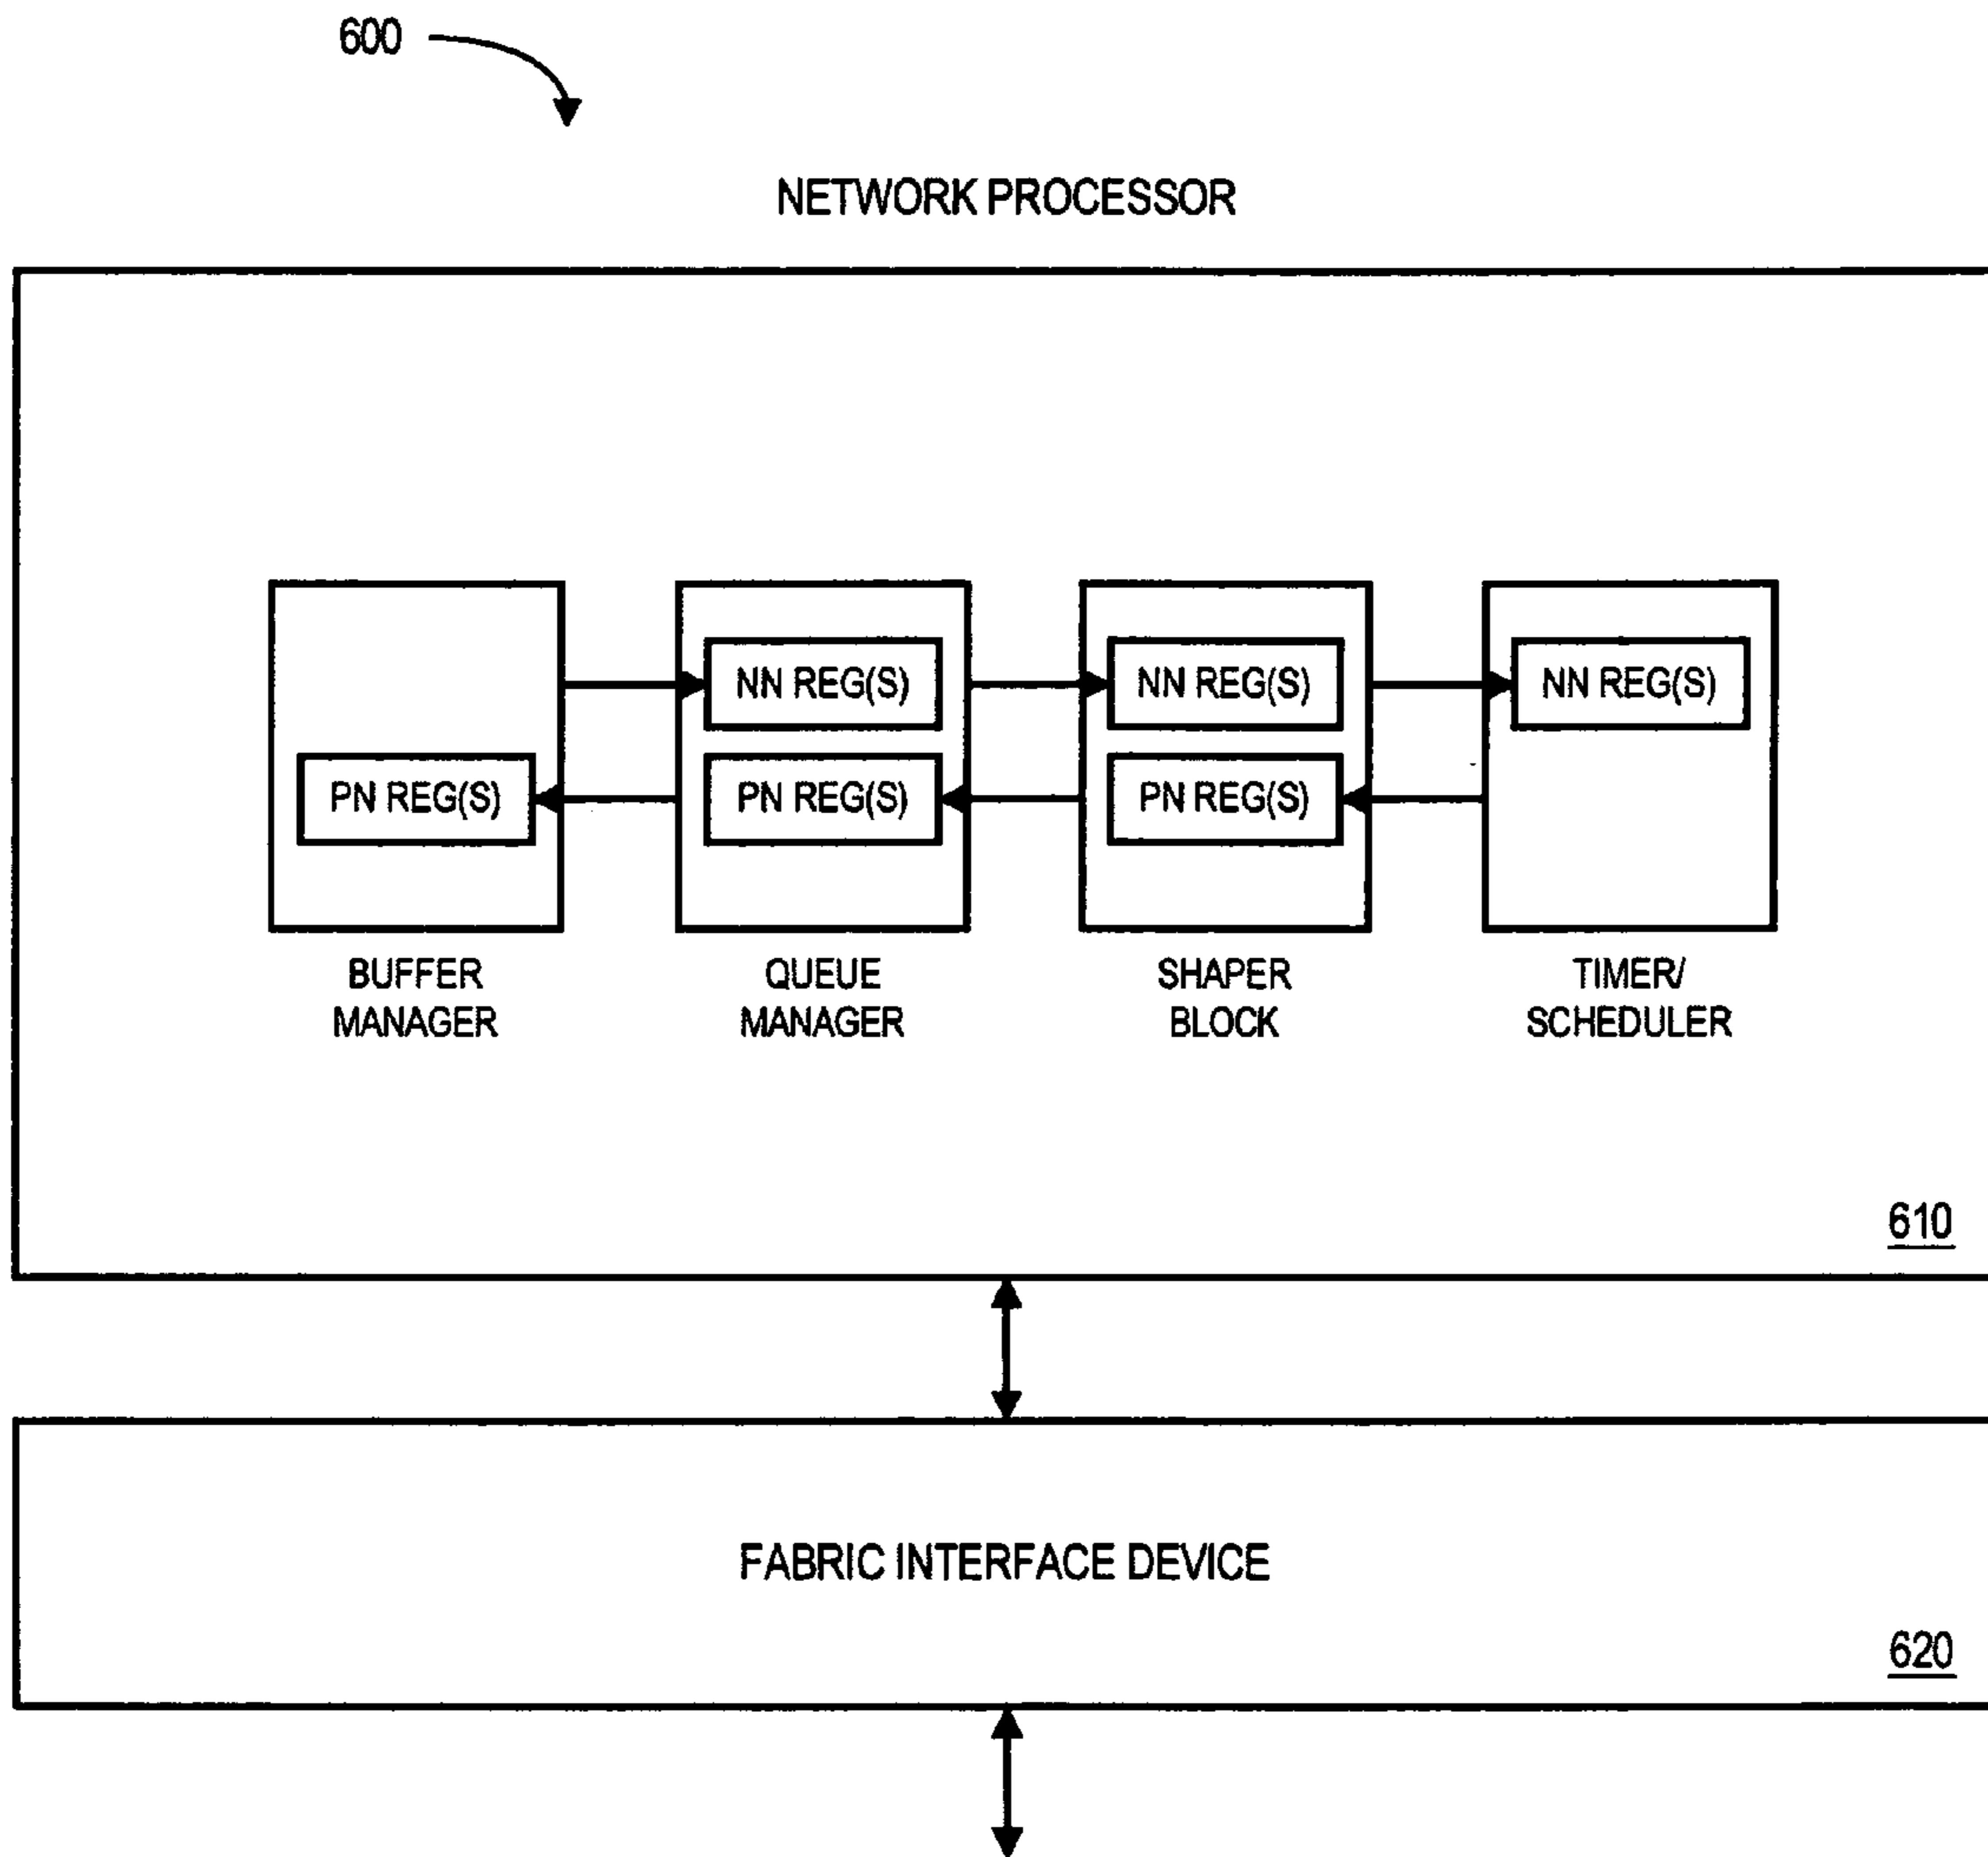 600
NETWORK PROCESSOR
NN REG(S)
NN REG(S)
NN REG(S)
PN REG(S)
PN REG(S)
PN REG(S)
BUFFER
MANAGER
QUEUE
MANAGER
SHAPER
BLOCK
TIMER/
SCHEDULER
610
FABRIC INTERFACE DEVICE
620